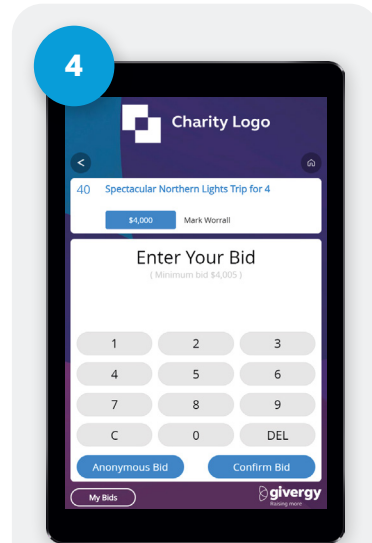 4
Charity Logo
<
40 Spectacular Northern Lights Trip for 4
$4,000 Mark Worrall
Enter Your Bid
( Minimum bid $4,005 )
1 2 3
4 5 6
7 8 9
C 0 DEL
Anonymous Bid Confirm Bid
My Bids givergy
Raising more